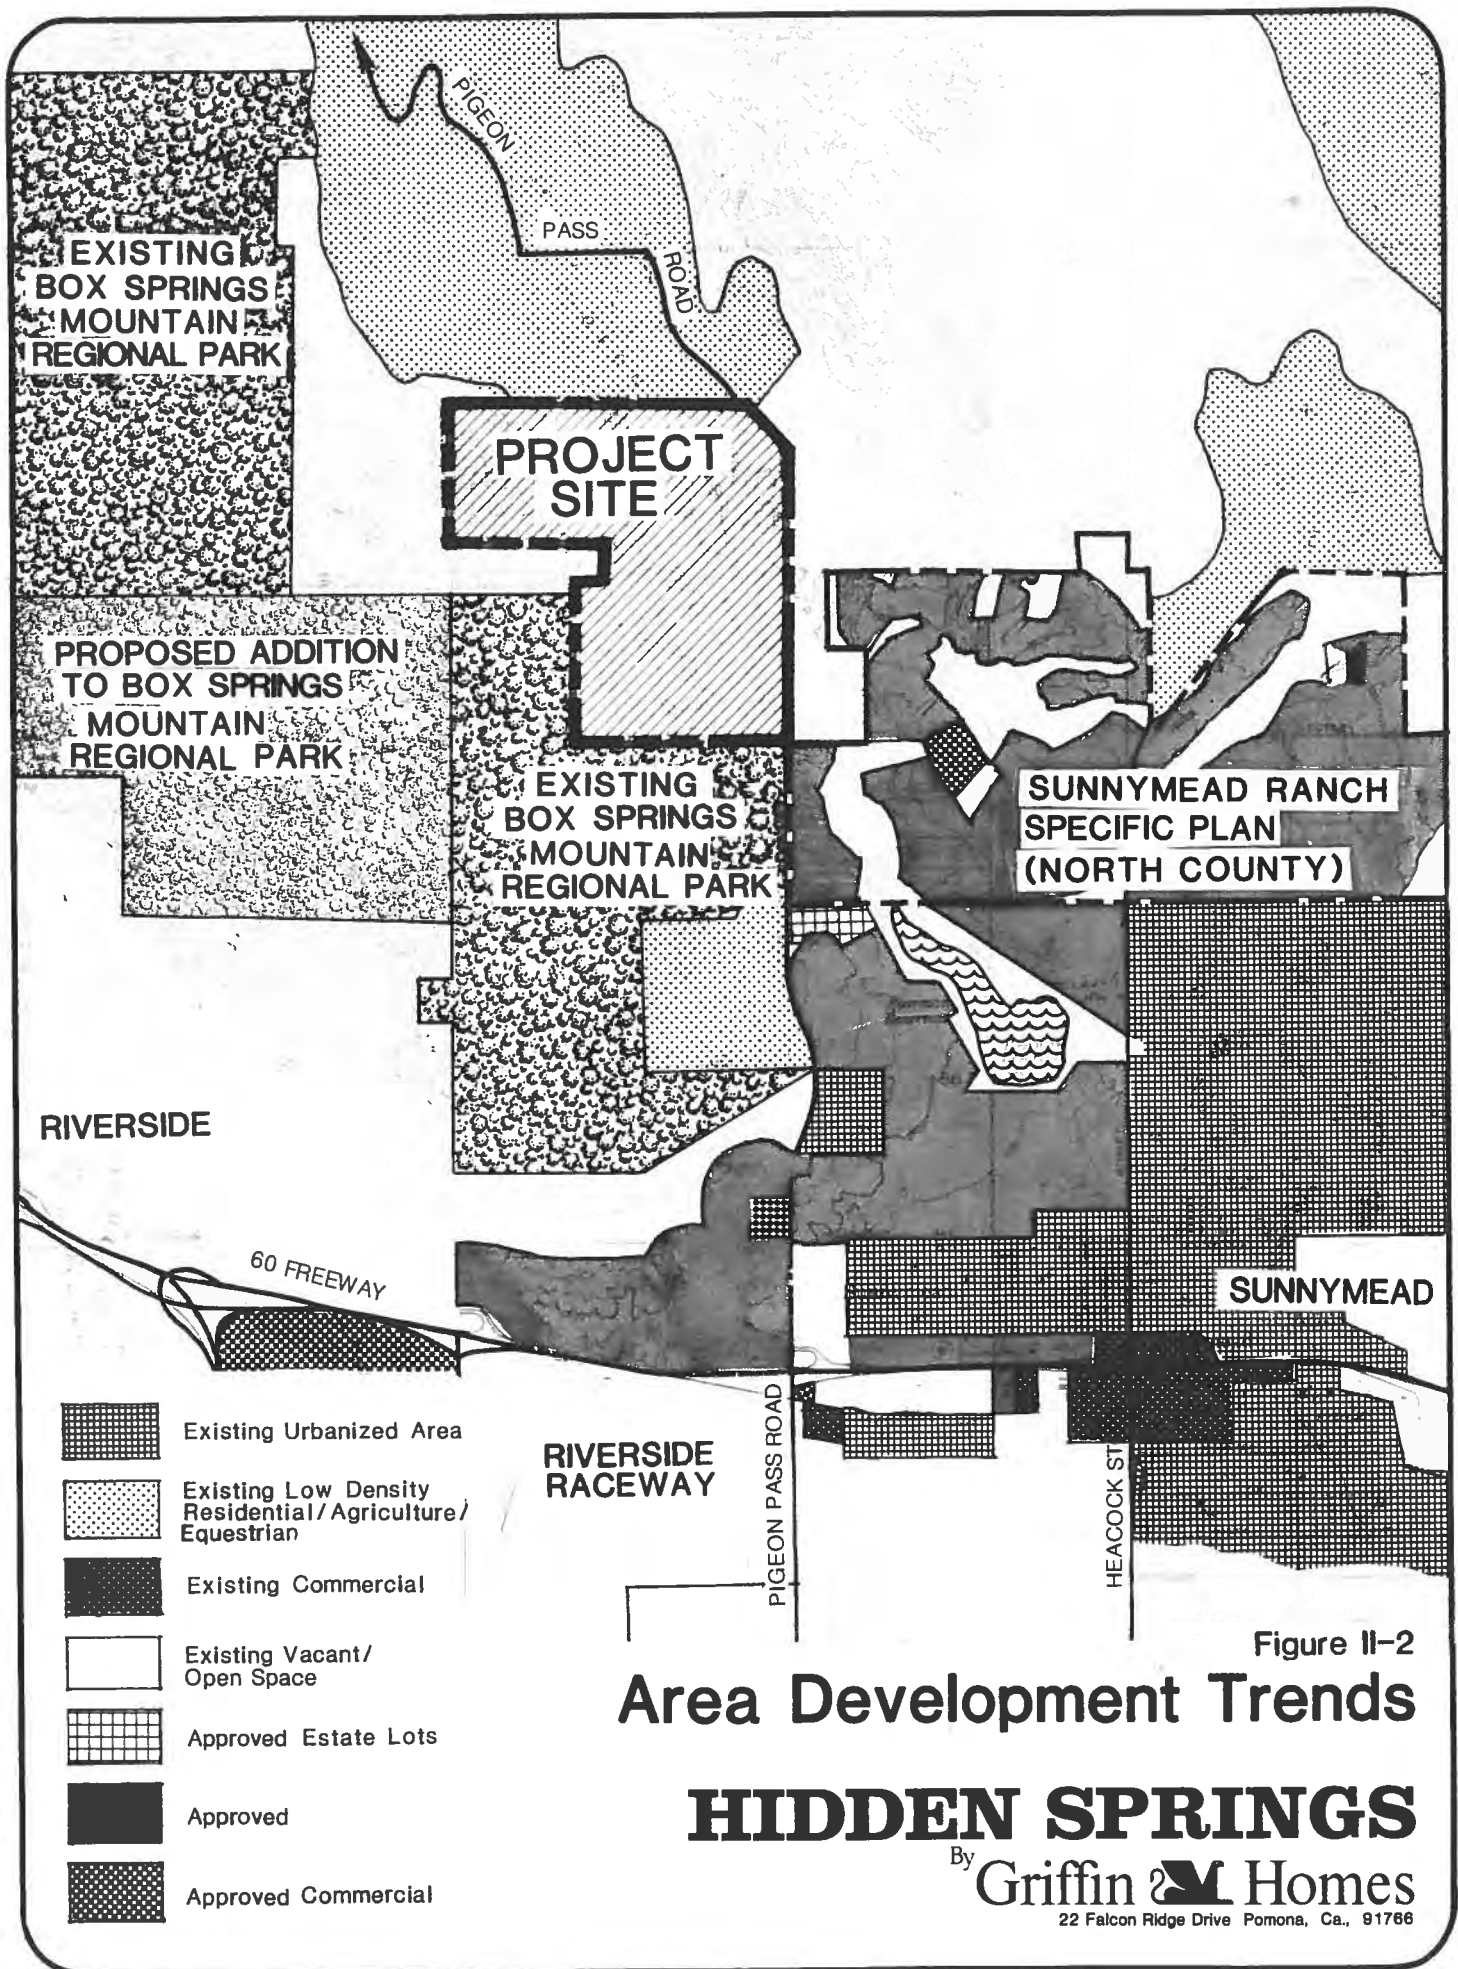 PIGEON
PASS
ROAD
EXISTING
BOX SPRINGS
MOUNTAIN
REGIONAL PARK
PROJECT
SITE
PROPOSED ADDITION
TO BOX SPRINGS
MOUNTAIN
REGIONAL PARK
EXISTING
BOX SPRINGS
MOUNTAIN
REGIONAL PARK
SUNNYMEAD RANCH
SPECIFIC PLAN
(NORTH COUNTY)
RIVERSIDE
60 FREEWAY
SUNNYMEAD
RIVERSIDE
RACEWAY
PIGEON PASS ROAD
HEACOCK ST
Existing Urbanized Area
Existing Low Density
Residential/Agriculture/
Equestrian
Existing Commercial
Existing Vacant/
Open Space
Approved Estate Lots
Approved
Approved Commercial
Figure II-2
Area Development Trends
HIDDEN SPRINGS
By
Griffin Homes
22 Falcon Ridge Drive Pomona, Ca., 91766